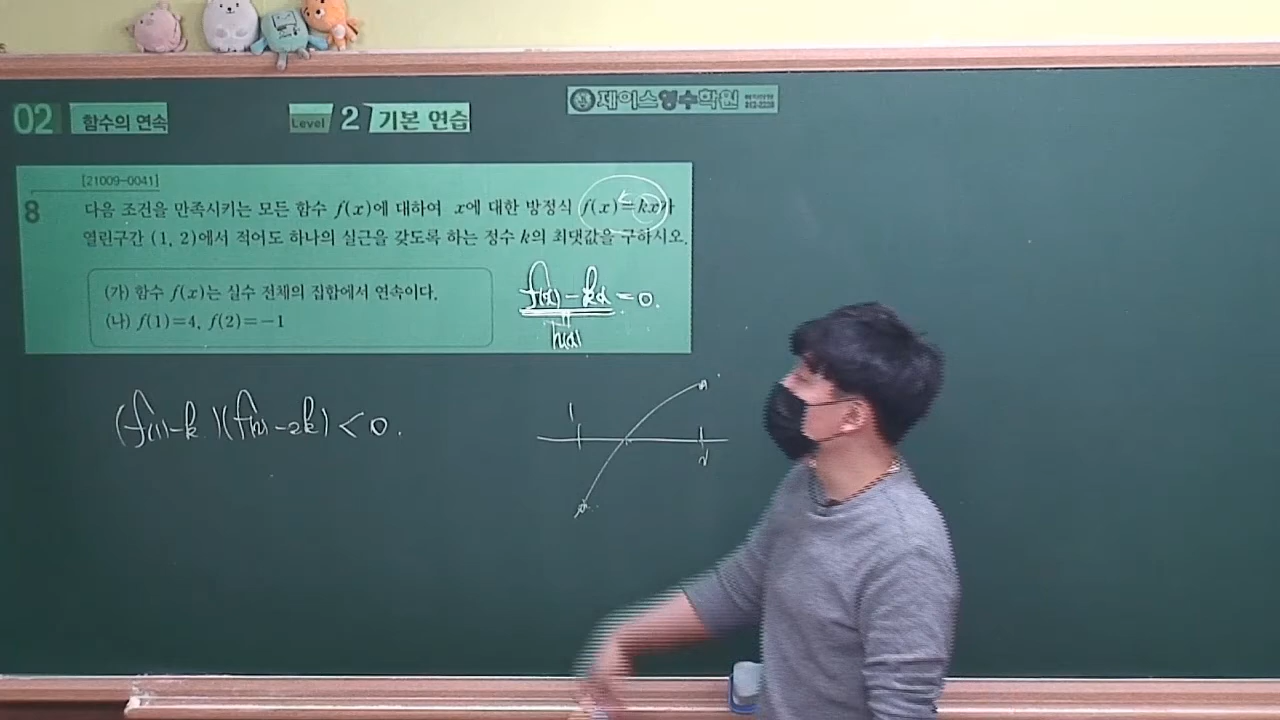 02 함수의 연속 Level 2 기본 연습
제이스영수학원
[21009-0041]
8 다음 조건을 만족시키는 모든 함수 f(x)에 대하여 x에 대한 방정식 f(x)=kx가
열린구간 (1, 2)에서 적어도 하나의 실근을 갖도록 하는 정수 k의 최댓값을 구하시오.
(가) 함수 f(x)는 실수 전체의 집합에서 연속이다.
(나) f(1)=4, f(2)=-1
f(x)-kx=0.
h(x)
(f(1)-k )(f(2)-2k)<0.
1
2